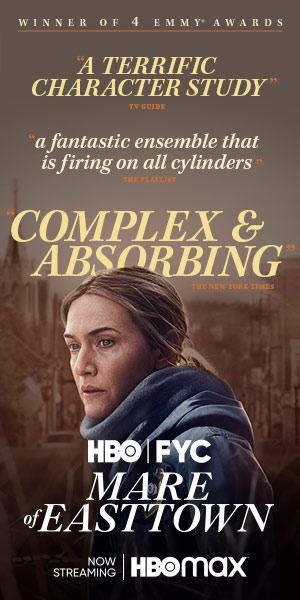 WINNER OF 4 EMMY® AWARDS
“A TERRIFIC
CHARACTER STUDY”
TV GUIDE
“a fantastic ensemble that
is firing on all cylinders”
THE PLAYLIST
“COMPLEX &
ABSORBING”
THE NEW YORK TIMES
HBO | FYC
MARE
of EASTTOWN
NOW
STREAMING | HBOmax